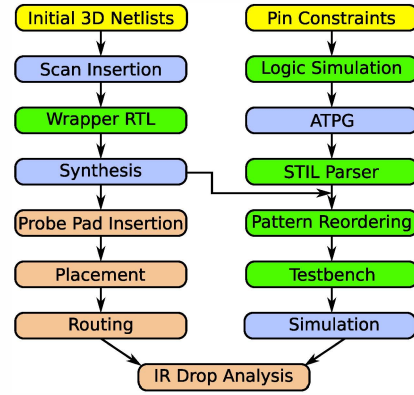 Initial 3D Netlists
Scan Insertion
Wrapper RTL
Synthesis
Probe Pad Insertion
Placement
Routing
Pin Constraints
Logic Simulation
ATPG
STIL Parser
Pattern Reordering
Testbench
Simulation
IR Drop Analysis